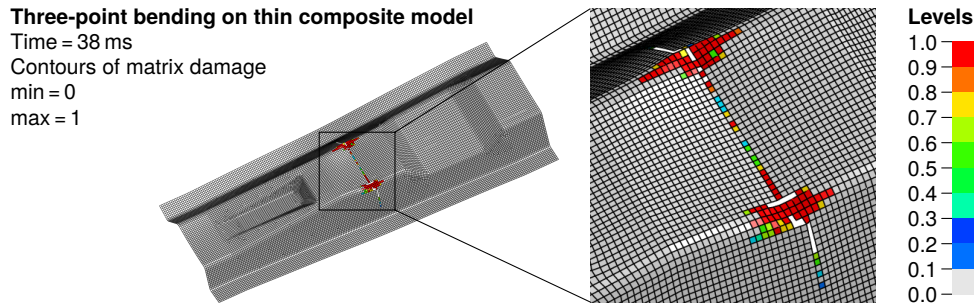 Three-point bending on thin composite model
Time = 38 ms
Contours of matrix damage
min = 0
max = 1
Levels
1.0
0.9
0.8
0.7
0.6
0.5
0.4
0.3
0.2
0.1
0.0